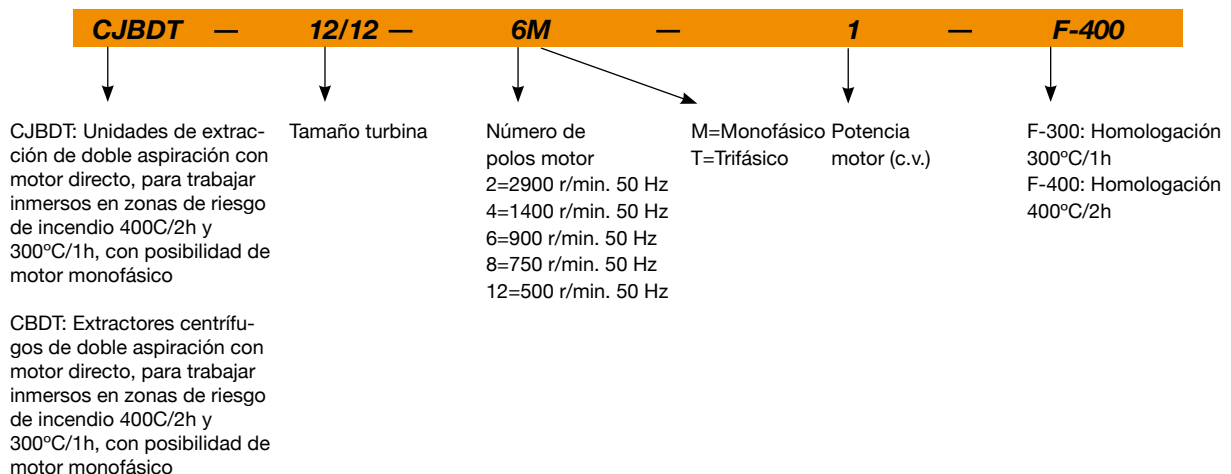 CJBDT — 12/12 — 6M — 1 — F-400
CJBDT: Unidades de extrac-
ción de doble aspiración con
motor directo, para trabajar
inmersos en zonas de riesgo
de incendio 400C/2h y
300ºC/1h, con posibilidad de
motor monofásico
CBDT: Extractores centrífu-
gos de doble aspiración con
motor directo, para trabajar
inmersos en zonas de riesgo
de incendio 400C/2h y
300ºC/1h, con posibilidad de
motor monofásico
Tamaño turbina
Número de
polos motor
2=2900 r/min. 50 Hz
4=1400 r/min. 50 Hz
6=900 r/min. 50 Hz
8=750 r/min. 50 Hz
12=500 r/min. 50 Hz
M=Monofásico
T=Trifásico
Potencia
motor (c.v.)
F-300: Homologación
300ºC/1h
F-400: Homologación
400ºC/2h